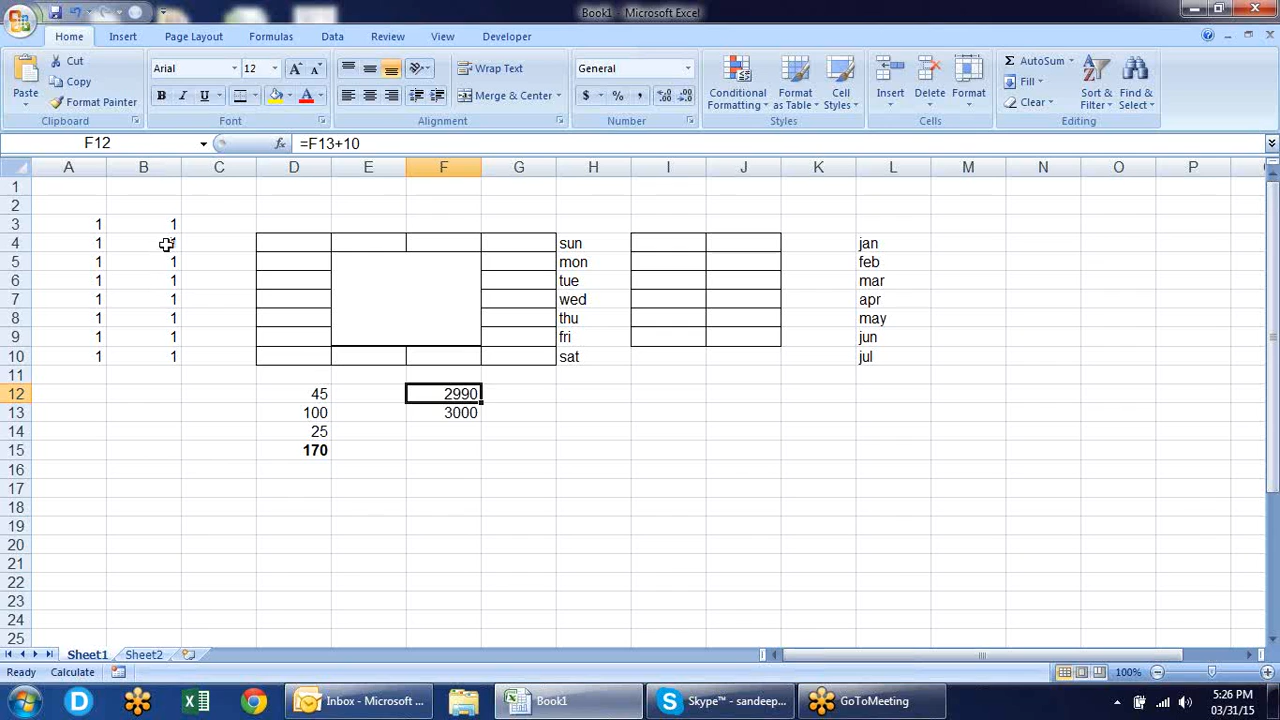 Book1 - Microsoft Excel
Home Insert Page Layout Formulas Data Review View Developer
Paste Cut Copy Format Painter Clipboard
Arial 12 Font
Wrap Text Merge & Center Alignment
General $ % , Number
Conditional Formatting Format as Table Cell Styles Styles
Insert Delete Format Cells
AutoSum Fill Clear Sort & Filter Find & Select Editing
F12 fx =F13+10
A B C D E F G H I J K L M N O P
1
2
3 1 1
4 1 sun jan
5 1 1 mon feb
6 1 1 tue mar
7 1 1 wed apr
8 1 1 thu may
9 1 1 fri jun
10 1 1 sat jul
11
12 45 2990
13 100 3000
14 25
15 170
16
17
18
19
20
21
22
23
24
25
Sheet1 Sheet2
Ready Calculate 100%
Inbox - Microsoft ... Book1 Skype™ - sandeep... GoToMeeting
5:26 PM
03/31/15